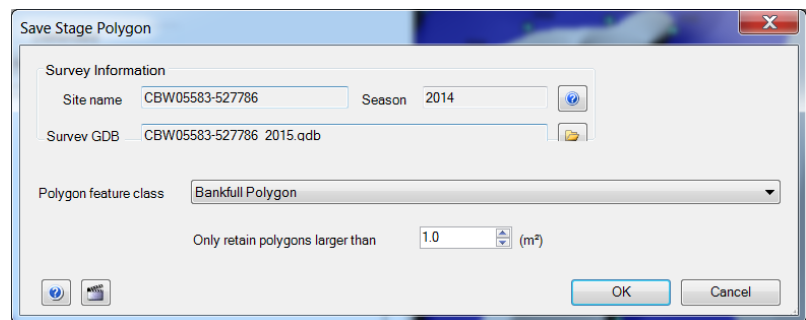 Save Stage Polygon
Survey Information
Site name CBW05583-527786 Season 2014
Survey GDB CBW05583-527786_2015.gdb
Polygon feature class Bankfull Polygon
Only retain polygons larger than 1.0 (m²)
OK Cancel